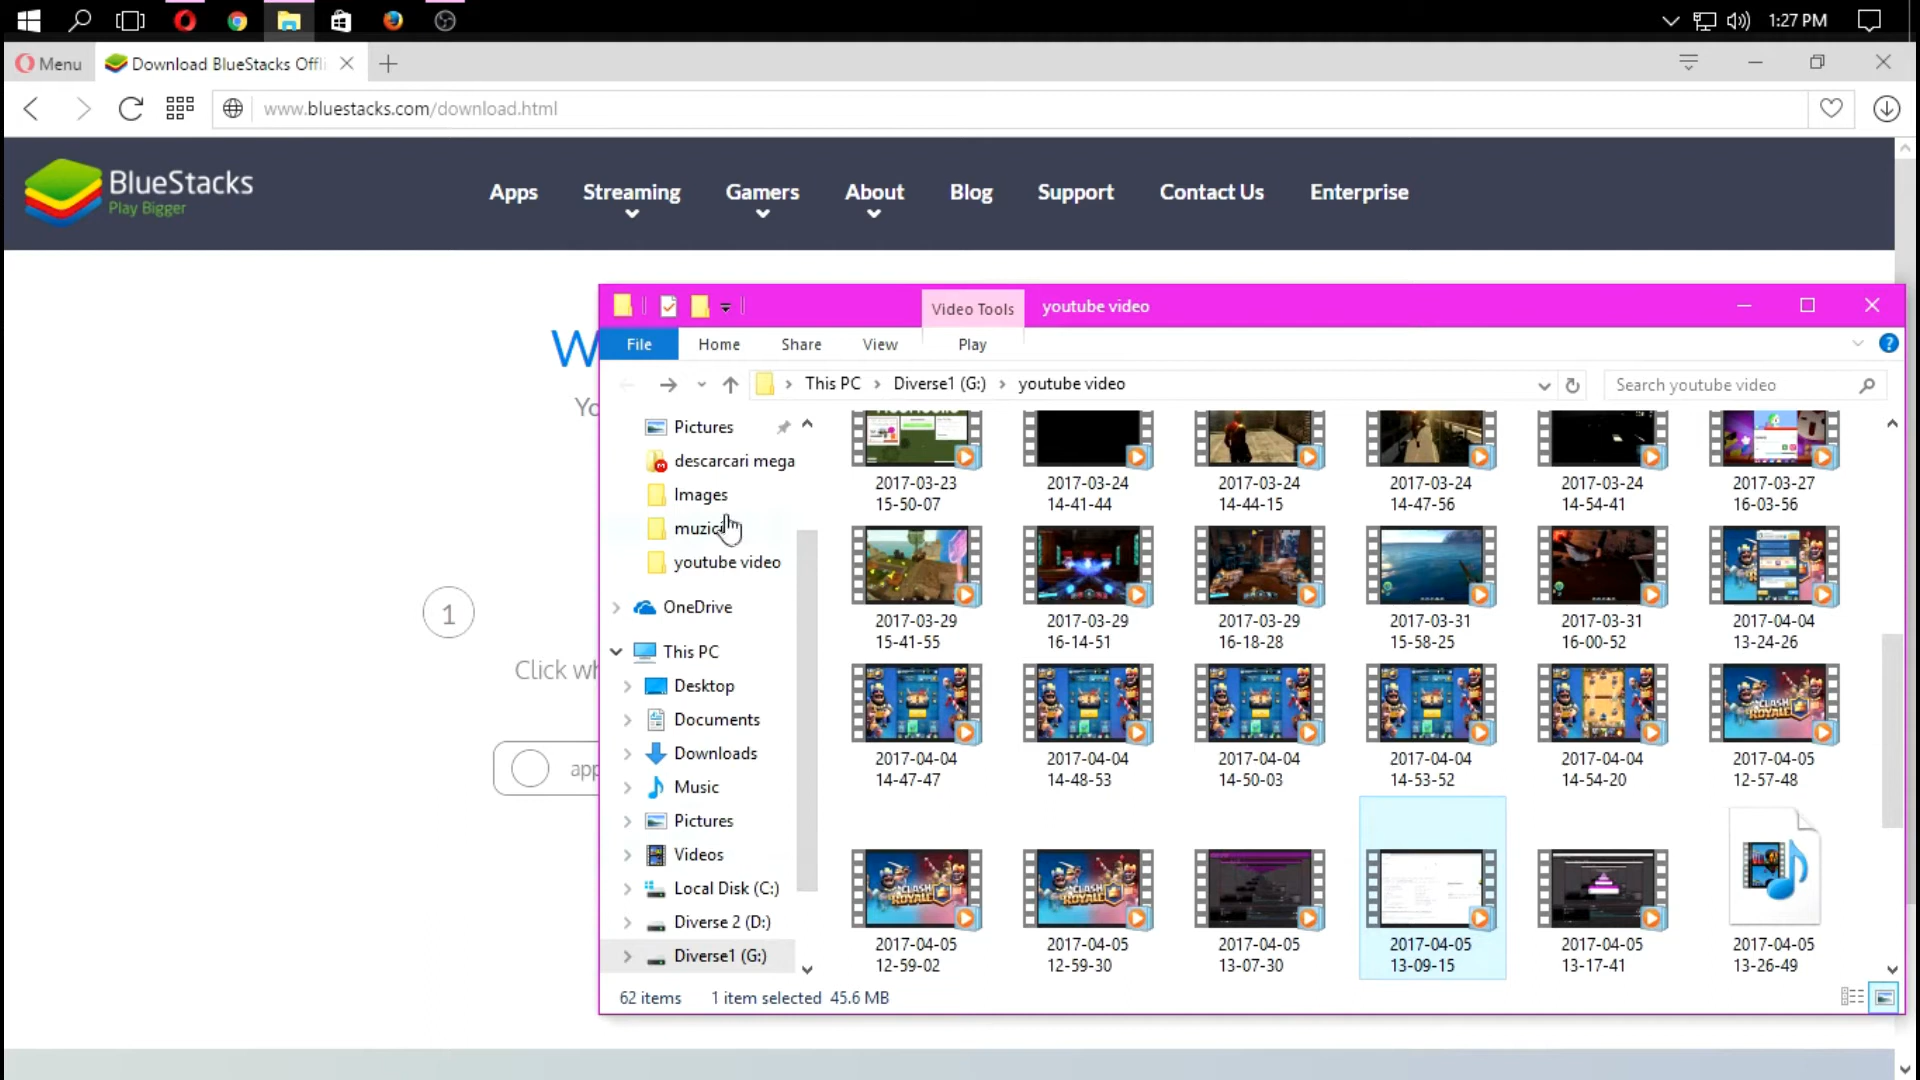 1:27 PM
Menu
Download BlueStacks Offli
www.bluestacks.com/download.html
BlueStacks
Play Bigger
Apps
Streaming
Gamers
About
Blog
Support
Contact Us
Enterprise
W
Yo
1
Click wh
app
Video Tools
youtube video
File
Home
Share
View
Play
This PC
Diverse1 (G:)
youtube video
Search youtube video
Pictures
descarcari mega
Images
youtube video
OneDrive
This PC
Desktop
Documents
Downloads
Music
Pictures
Videos
Local Disk (C:)
Diverse 2 (D:)
Diverse1 (G:)
2017-03-23
15-50-07
2017-03-24
14-41-44
2017-03-24
14-44-15
2017-03-24
14-47-56
2017-03-24
14-54-41
2017-03-27
16-03-56
2017-03-29
15-41-55
2017-03-29
16-14-51
2017-03-29
16-18-28
2017-03-31
15-58-25
2017-03-31
16-00-52
2017-04-04
13-24-26
2017-04-04
14-47-47
2017-04-04
14-48-53
2017-04-04
14-50-03
2017-04-04
14-53-52
2017-04-04
14-54-20
2017-04-05
12-57-48
2017-04-05
12-59-02
2017-04-05
12-59-30
2017-04-05
13-07-30
2017-04-05
13-09-15
2017-04-05
13-17-41
2017-04-05
13-26-49
62 items
1 item selected 45.6 MB